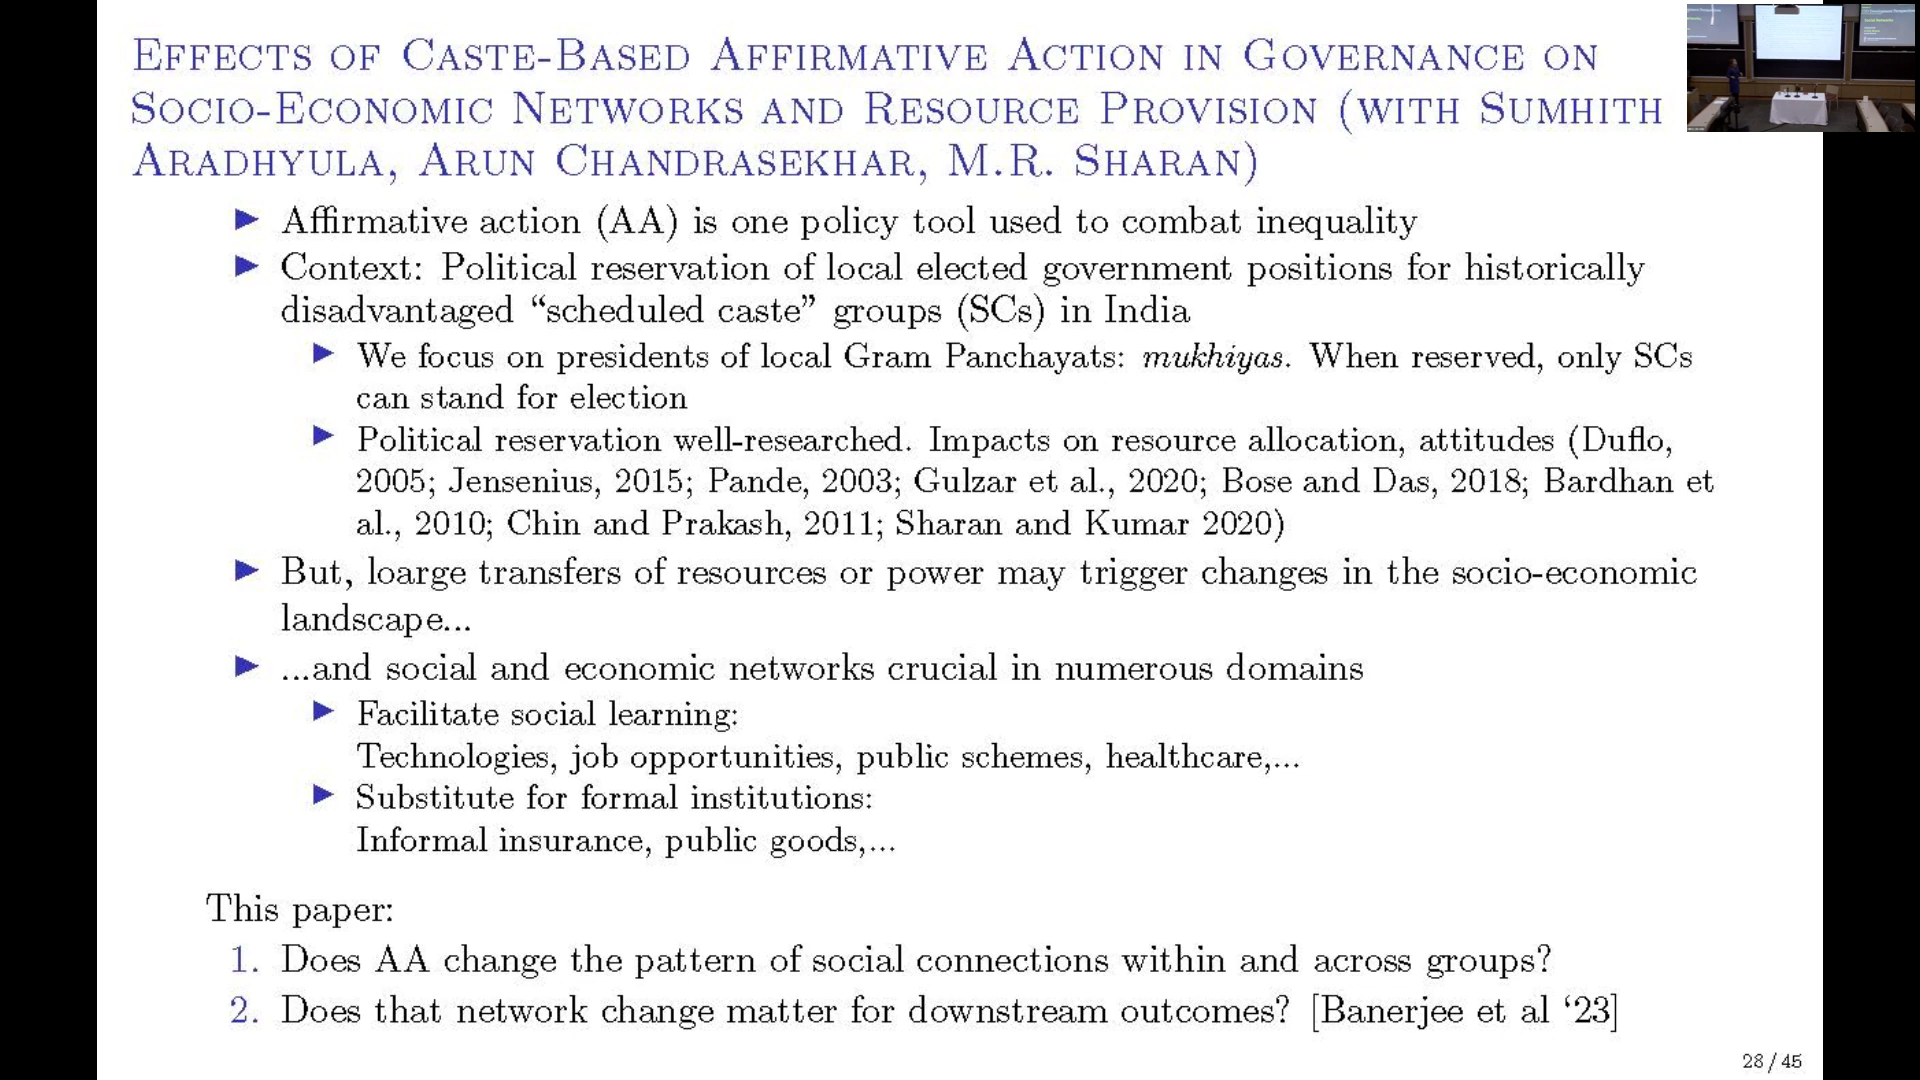 Effects of Caste-Based Affirmative Action in Governance on
Socio-Economic Networks and Resource Provision (with Sumhith
Aradhyula, Arun Chandrasekhar, M.R. Sharan)
▶ Affirmative action (AA) is one policy tool used to combat inequality
▶ Context: Political reservation of local elected government positions for historically
disadvantaged “scheduled caste” groups (SCs) in India
▶ We focus on presidents of local Gram Panchayats: mukhiyas. When reserved, only SCs
can stand for election
▶ Political reservation well-researched. Impacts on resource allocation, attitudes (Duflo,
2005; Jensenius, 2015; Pande, 2003; Gulzar et al., 2020; Bose and Das, 2018; Bardhan et
al., 2010; Chin and Prakash, 2011; Sharan and Kumar 2020)
▶ But, loarge transfers of resources or power may trigger changes in the socio-economic
landscape...
▶ ...and social and economic networks crucial in numerous domains
▶ Facilitate social learning:
Technologies, job opportunities, public schemes, healthcare,...
▶ Substitute for formal institutions:
Informal insurance, public goods,...
This paper:
1. Does AA change the pattern of social connections within and across groups?
2. Does that network change matter for downstream outcomes? [Banerjee et al ‘23]
28 / 45